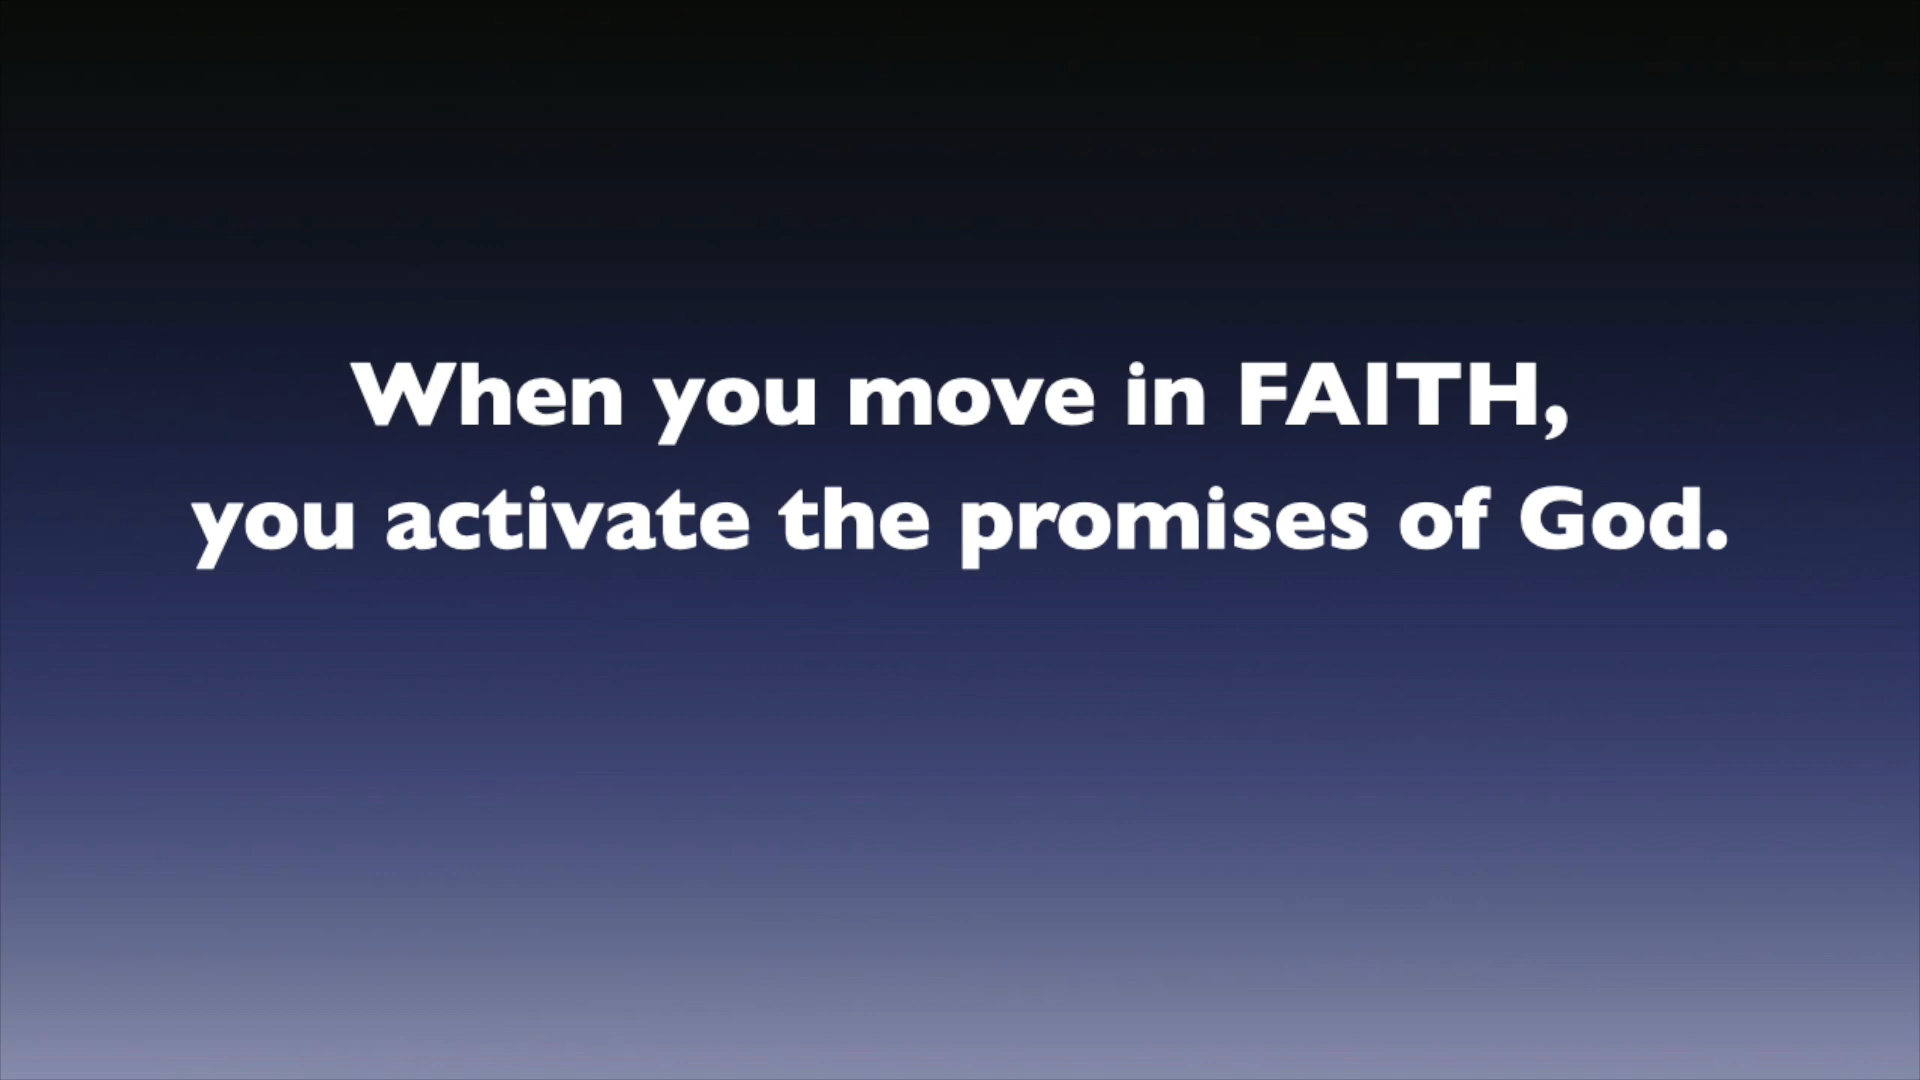 When you move in FAITH,
you activate the promises of God.